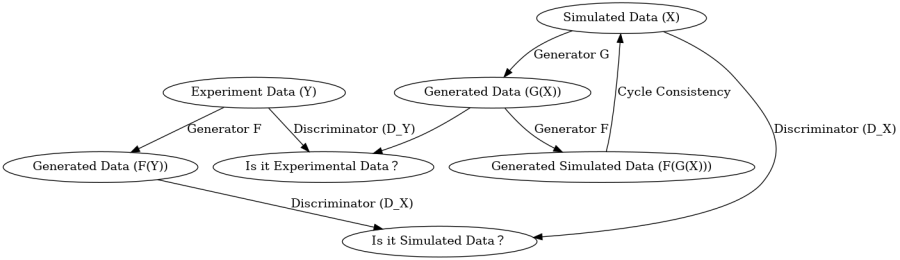 Simulated Data (X)
Generator G
Experiment Data (Y)
Generated Data (G(X))
Cycle Consistency
Generator F
Discriminator (D_Y)
Generator F
Discriminator (D_X)
Generated Data (F(Y))
Is it Experimental Data ?
Generated Simulated Data (F(G(X)))
Discriminator (D_X)
Is it Simulated Data ?